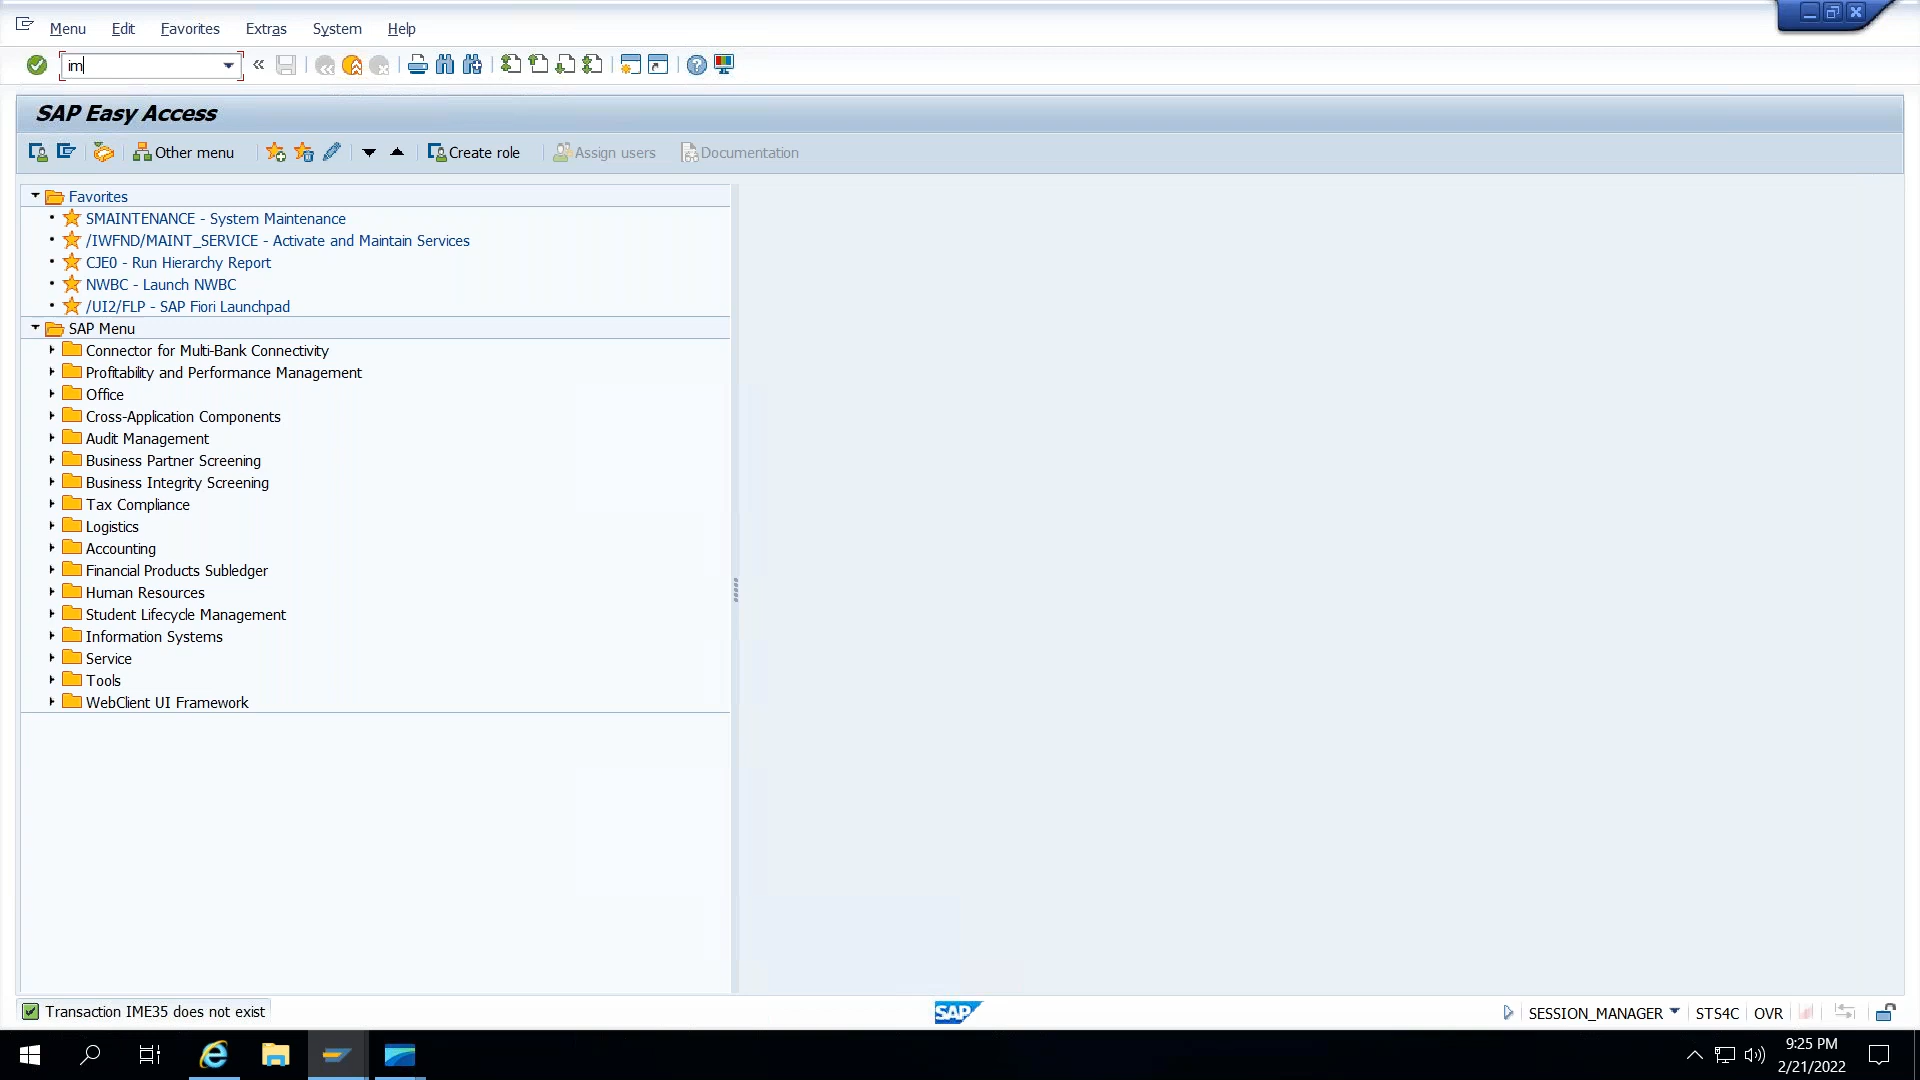 Menu Edit Favorites Extras System Help
im
SAP Easy Access
Other menu Create role Assign users Documentation
Favorites
SMAINTENANCE - System Maintenance
/IWFND/MAINT_SERVICE - Activate and Maintain Services
CJE0 - Run Hierarchy Report
NWBC - Launch NWBC
/UI2/FLP - SAP Fiori Launchpad
SAP Menu
Connector for Multi-Bank Connectivity
Profitability and Performance Management
Office
Cross-Application Components
Audit Management
Business Partner Screening
Business Integrity Screening
Tax Compliance
Logistics
Accounting
Financial Products Subledger
Human Resources
Student Lifecycle Management
Information Systems
Service
Tools
WebClient UI Framework
Transaction IME35 does not exist
SAP
SESSION_MANAGER STS4C OVR
9:25 PM
2/21/2022